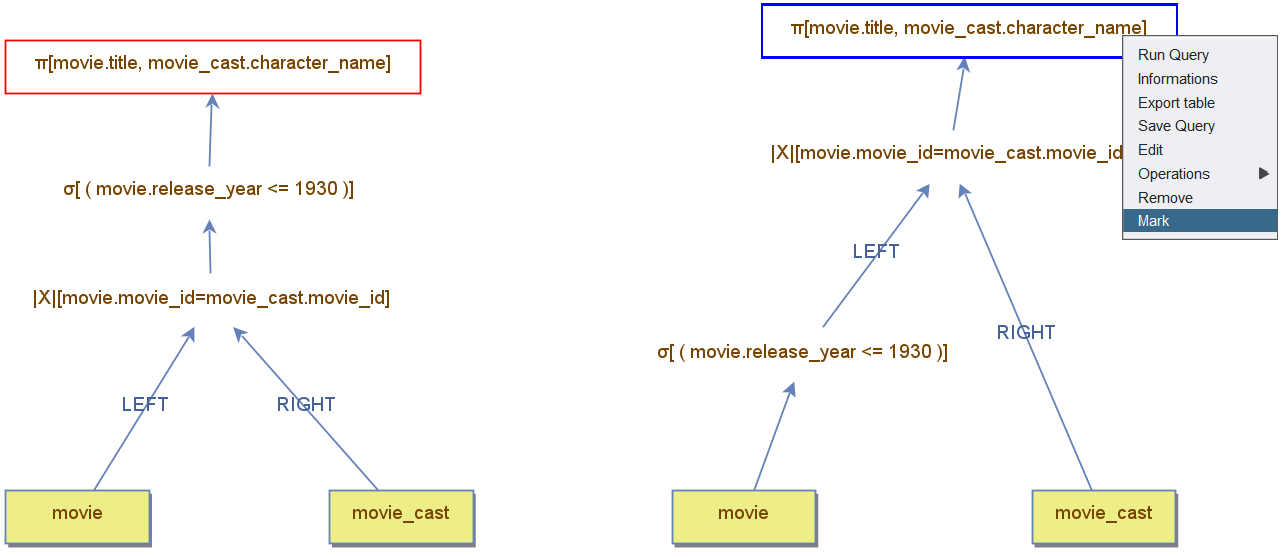 π[movie.title, movie_cast.character_name]
σ[ ( movie.release_year <= 1930 )]
|X|[movie.movie_id=movie_cast.movie_id]
LEFT
RIGHT
movie
movie_cast
π[movie.title, movie_cast.character_name]
|X|[movie.movie_id=movie_cast.movie_id
LEFT
RIGHT
σ[ ( movie.release_year <= 1930 )]
movie
movie_cast
Run Query
Informations
Export table
Save Query
Edit
Operations
Remove
Mark